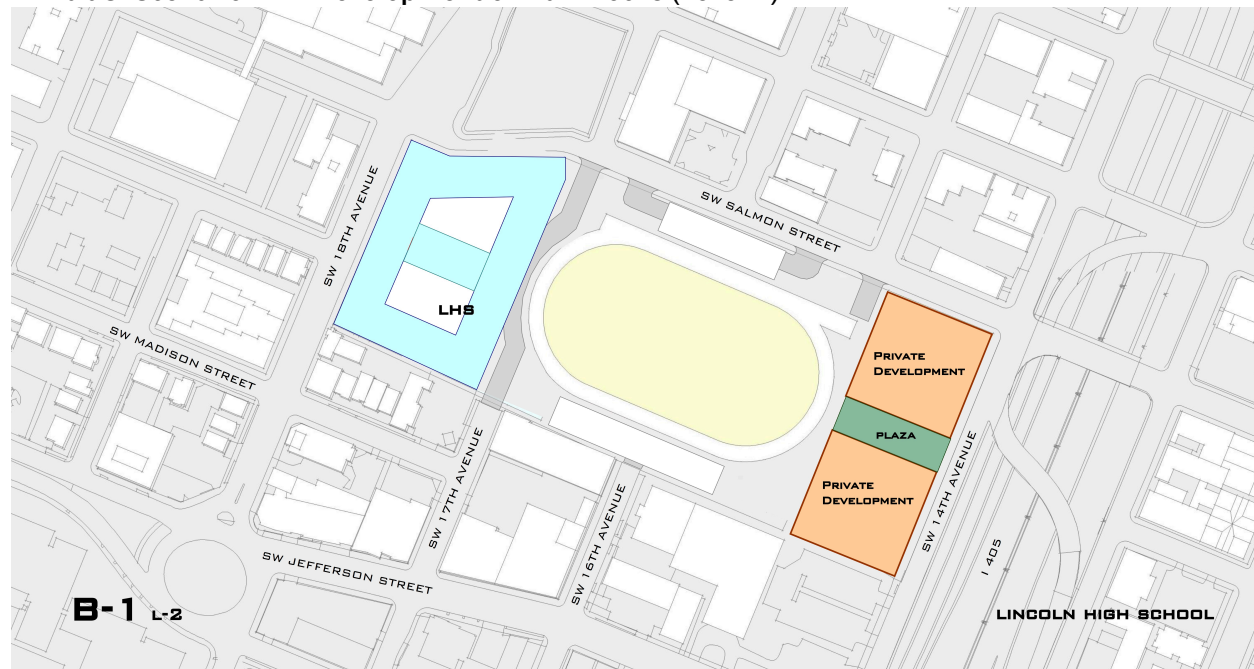 SW 18TH AVENUE
SW SALMON STREET
LHS
PRIVATE
DEVELOPMENT
PLAZA
PRIVATE
DEVELOPMENT
SW MADISON STREET
SW 17TH AVENUE
SW 16TH AVENUE
SW 14TH AVENUE
I 405
SW JEFFERSON STREET
B-1 L-2
LINCOLN HIGH SCHOOL